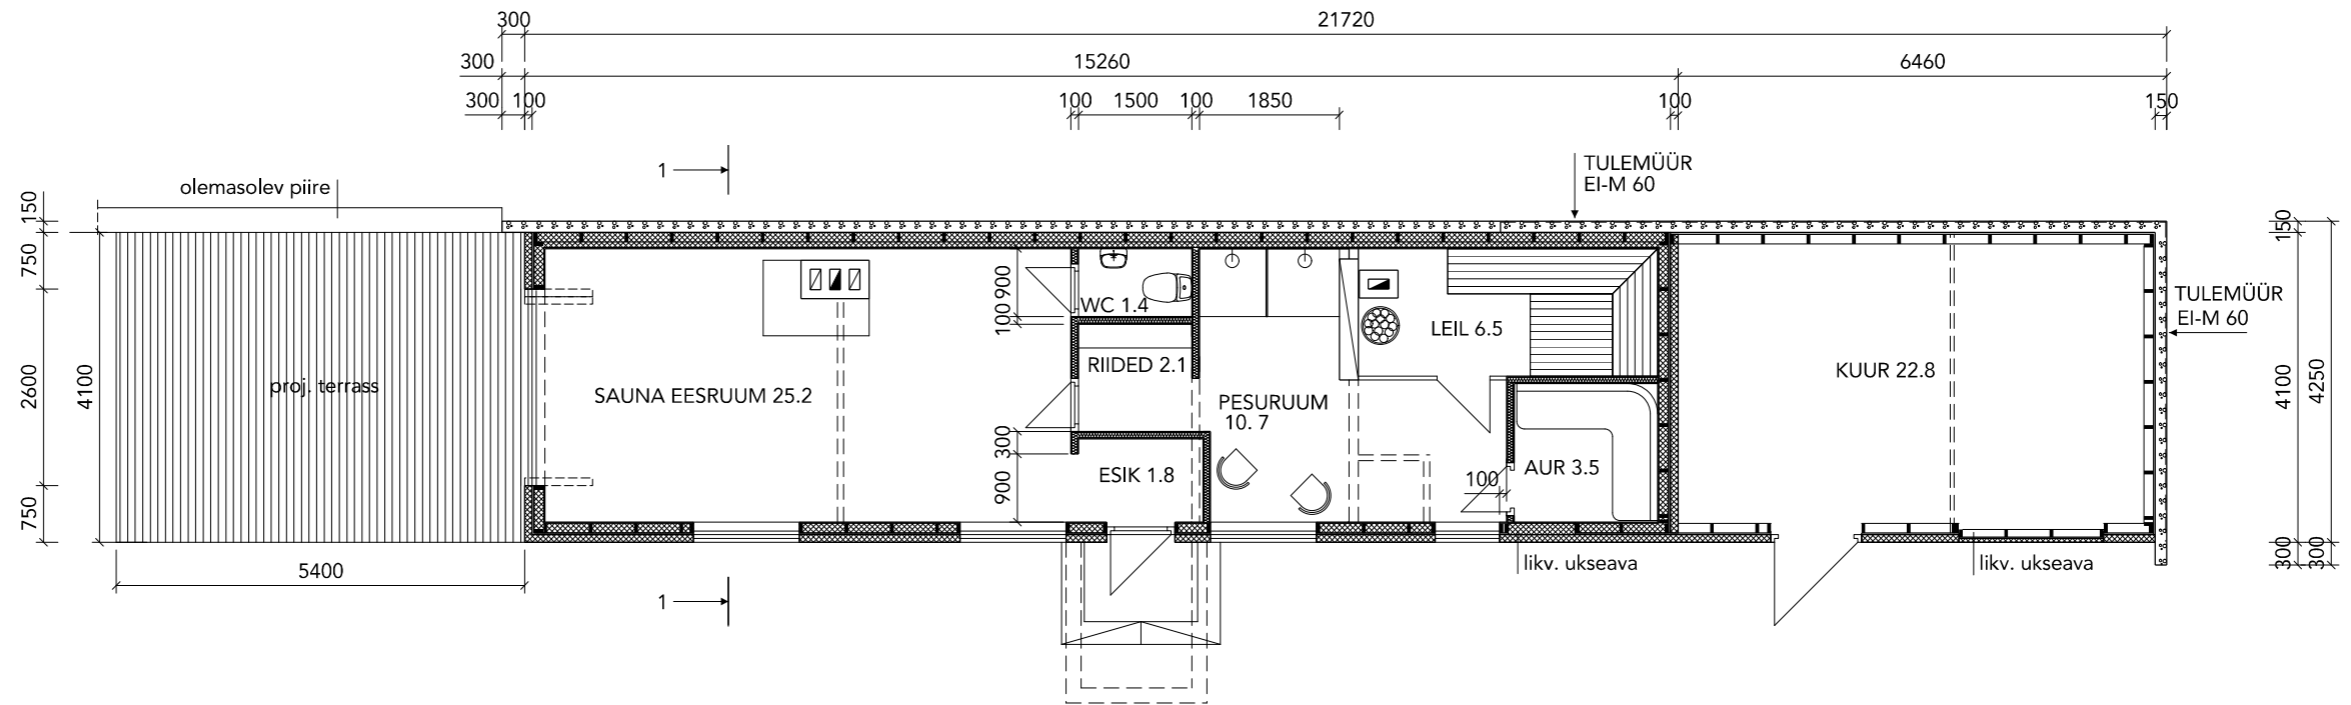 300
21720
300
15260
6460
300
100
100
1500
100
1850
100
150
1
TULEMÜÜR
EI-M 60
olemasolev piire
150
750
2600
750
4100
proj. terrass
5400
SAUNA EESRUUM 25.2
900
100
300
900
WC 1.4
RIIDED 2.1
ESIK 1.8
PESURUUM
10. 7
LEIL 6.5
AUR 3.5
100
KUUR 22.8
TULEMÜÜR
EI-M 60
150
4100
4250
300
300
likv. ukseava
likv. ukseava
1